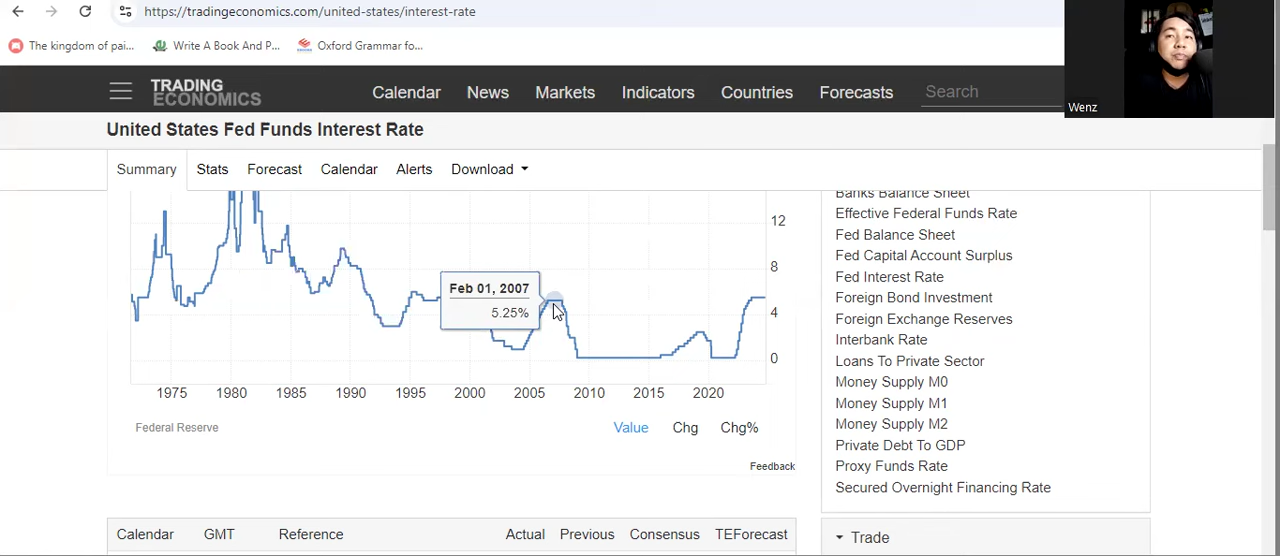 https://tradingeconomics.com/united-states/interest-rate
The kingdom of pai... Write A Book And P... Oxford Grammar fo...
Wenz
TRADING
ECONOMICS
Calendar News Markets Indicators Countries Forecasts Search
United States Fed Funds Interest Rate
Summary Stats Forecast Calendar Alerts Download
12
8
4
0
Feb 01, 2007
5.25%
1975 1980 1985 1990 1995 2000 2005 2010 2015 2020
Federal Reserve Value Chg Chg%
Feedback
Calendar GMT Reference Actual Previous Consensus TEForecast
Banks Balance Sheet
Effective Federal Funds Rate
Fed Balance Sheet
Fed Capital Account Surplus
Fed Interest Rate
Foreign Bond Investment
Foreign Exchange Reserves
Interbank Rate
Loans To Private Sector
Money Supply M0
Money Supply M1
Money Supply M2
Private Debt To GDP
Proxy Funds Rate
Secured Overnight Financing Rate
Trade